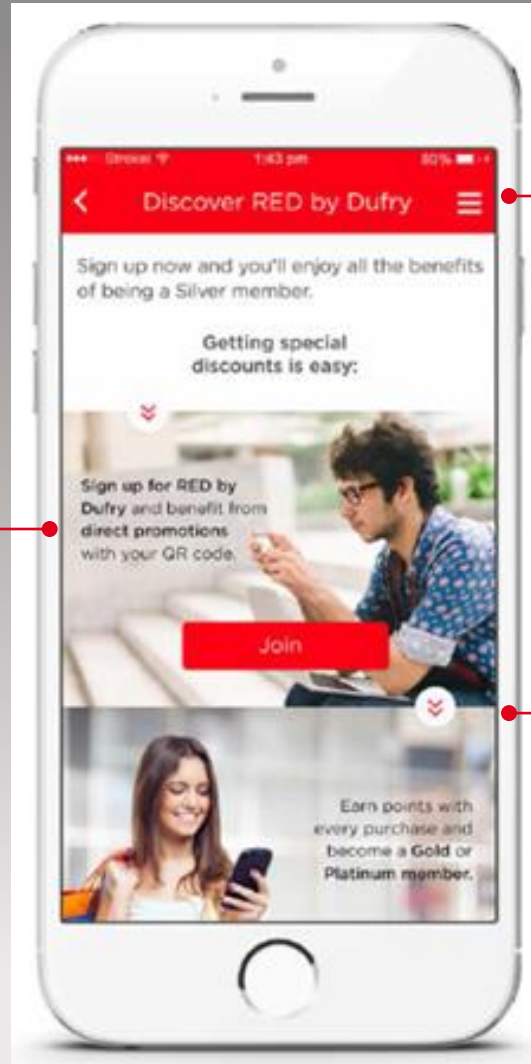 1:43 pm
80%
Discover RED by Dufry
Sign up now and you'll enjoy all the benefits
of being a Silver member.
Getting special
discounts is easy:
Sign up for RED by
Dufry and benefit from
direct promotions
with your QR code.
Join
Earn points with
every purchase and
become a Gold or
Platinum member.